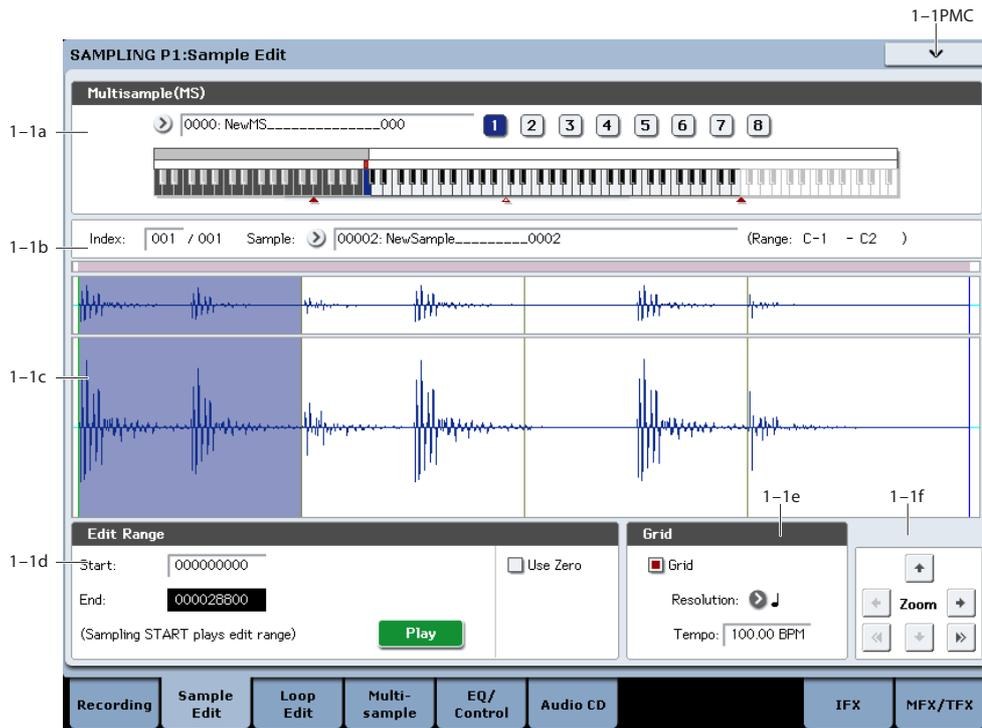 1–1PMC
SAMPLING P1:Sample Edit
Multisample(MS)
1–1a
0000: NewMS______________000
1 2 3 4 5 6 7 8
1–1b
Index: 001 / 001 Sample: 00002: NewSample_________0002 (Range: C-1 - C2 )
1–1c
1–1e
1–1f
Edit Range
Grid
1–1d
Start: 000000000
Use Zero
Grid
End: 000028800
Resolution:
Zoom
(Sampling START plays edit range)
Play
Tempo: 100.00 BPM
Recording
Sample
Edit
Loop
Edit
Multi-
sample
EQ/
Control
Audio CD
IFX
MFX/TFX